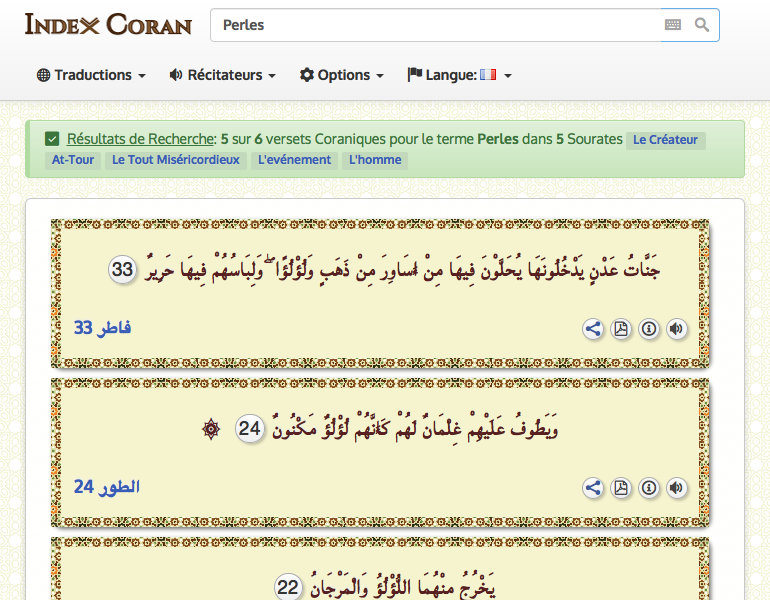 INDEX CORAN
Perles
Traductions Récitateurs Options Langue:
Résultats de Recherche: 5 sur 6 versets Coraniques pour le terme Perles dans 5 Sourates Le Créateur
At-Tour Le Tout Miséricordieux L'evénement L'homme
جَنَّاتُ عَدْنٍ يَدْخُلُونَهَا يُحَلَّوْنَ فِيهَا مِنْ أَسَاوِرَ مِنْ ذَهَبٍ وَلُؤْلُؤًا ۖ وَلِبَاسُهُمْ فِيهَا حَرِيرٌ 33
فاطر 33
وَيَطُوفُ عَلَيْهِمْ غِلْمَانٌ لَهُمْ كَأَنَّهُمْ لُؤْلُؤٌ مَكْنُونٌ 24 ۞
الطور 24
يَخْرُجُ مِنْهُمَا اللُّؤْلُؤُ وَالْمَرْجَانُ 22